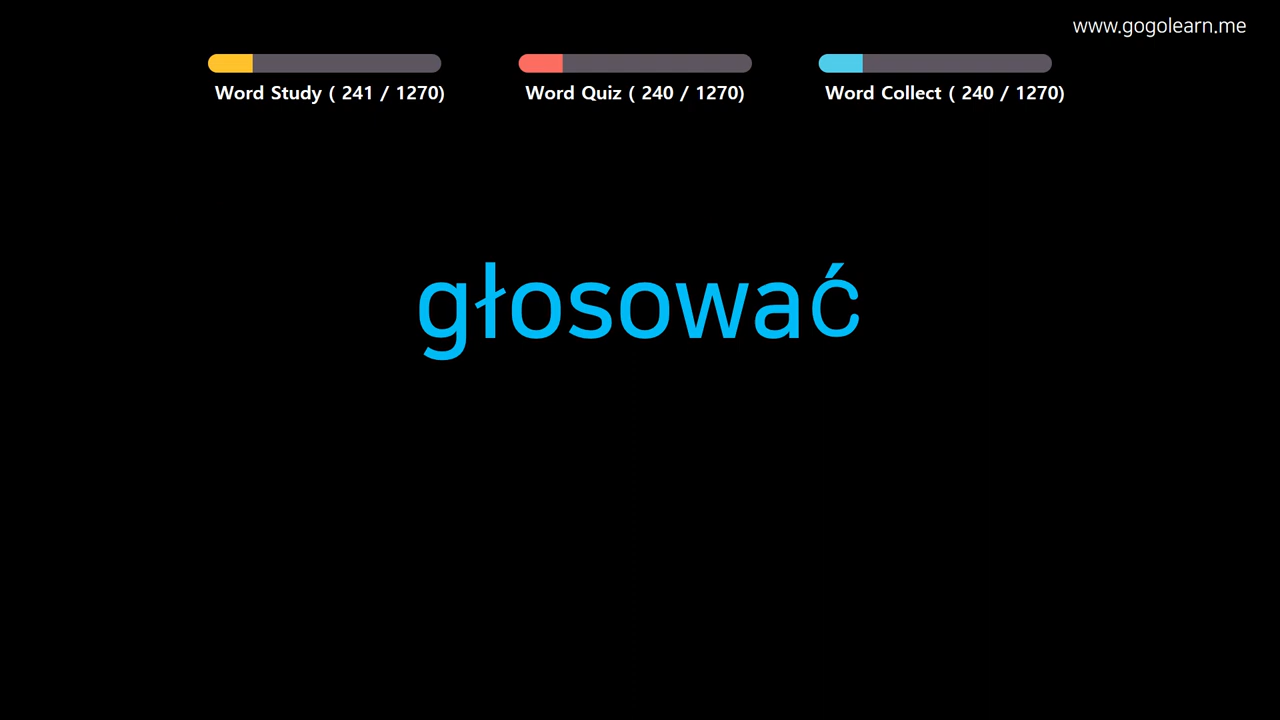 www.gogolearn.me
Word Study ( 241 / 1270)
Word Quiz ( 240 / 1270)
Word Collect ( 240 / 1270)
głosować